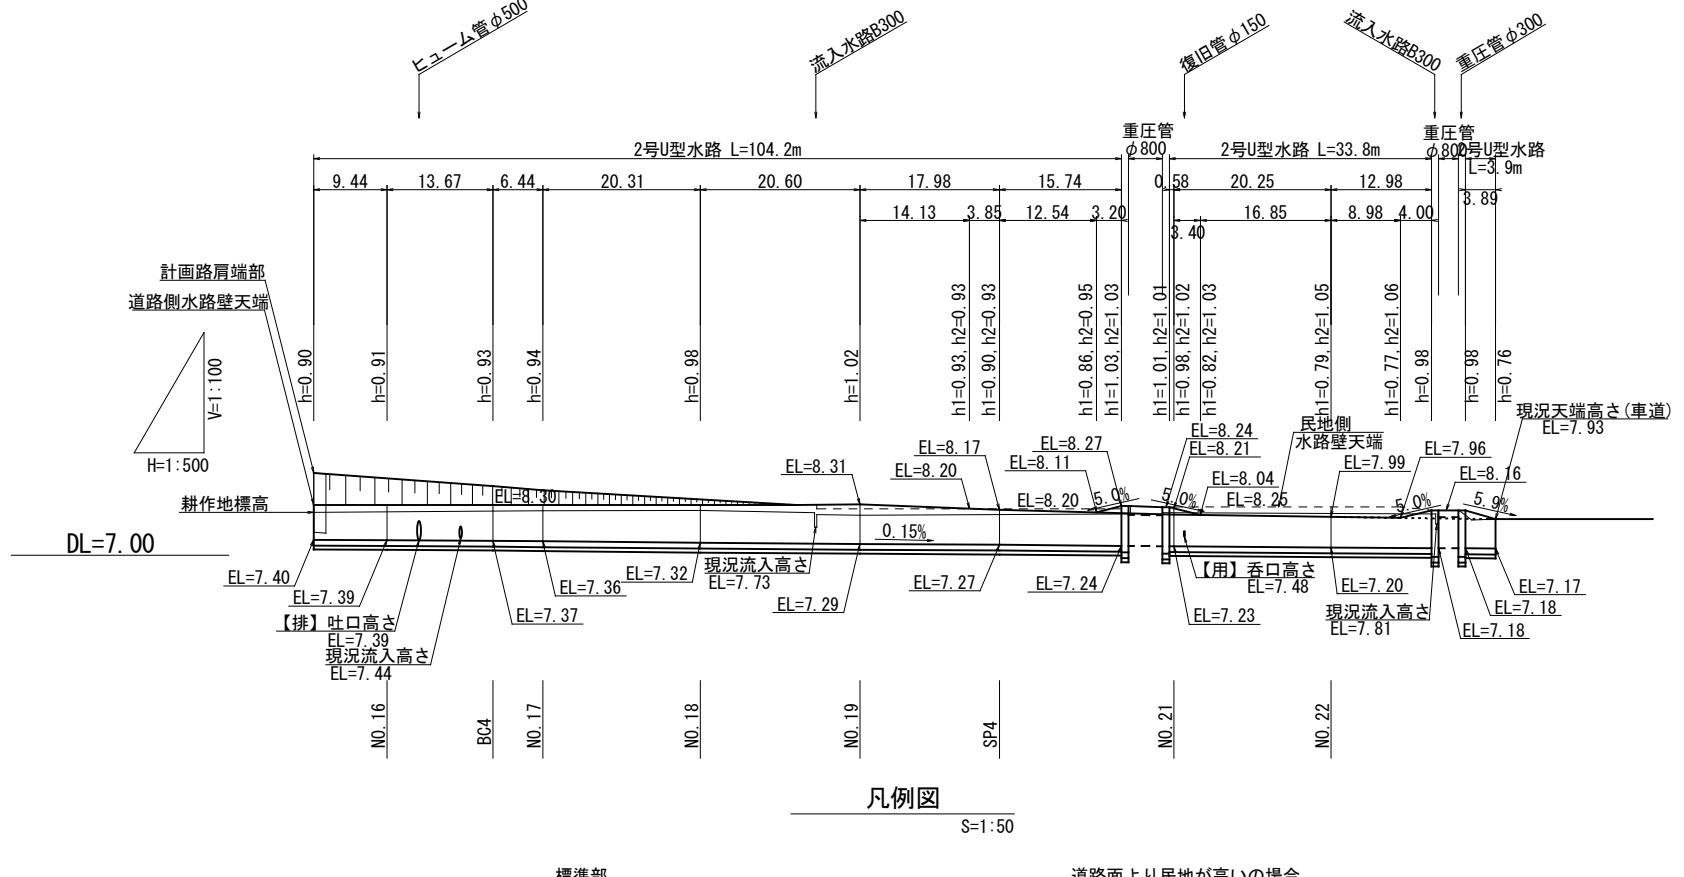 ヒューム管φ500
流入水路B300
復旧管φ150
流入水路B300
重圧管φ300
2号U型水路 L=104.2m
重圧管
φ800
2号U型水路 L=33.8m
重圧管
φ800
2号U型水路
L=3.9m
9.44
13.67
6.44
20.31
20.60
17.98
15.74
0.58
20.25
12.98
3.89
14.13
3.85
12.54
3.20
3.40
16.85
8.98
4.00
計画路肩端部
道路側水路壁天端
h=0.90
h=0.91
h=0.93
h=0.94
h=0.98
h=1.02
h1=0.93, h2=0.93
h1=0.90, h2=0.93
h1=0.86, h2=0.95
h1=1.03, h2=1.03
h1=1.01, h2=1.01
h1=0.98, h2=1.02
h1=0.82, h2=1.03
h1=0.79, h2=1.05
h1=0.77, h2=1.06
h=0.98
h=0.98
h=0.76
V=1:100
H=1:500
現況天端高さ(車道)
EL=7.93
民地側
水路壁天端
EL=8.31
EL=8.17
EL=8.20
EL=8.27
EL=8.11
EL=8.20
5.0%
EL=8.24
EL=8.21
5.0%
EL=8.04
EL=8.25
EL=7.99
EL=7.96
5.0%
EL=8.16
5.9%
EL=8.30
耕作地標高
DL=7.00
0.15%
EL=7.40
EL=7.39
【排】吐口高さ
EL=7.39
現況流入高さ
EL=7.44
EL=7.37
EL=7.36
EL=7.32
現況流入高さ
EL=7.73
EL=7.29
EL=7.27
EL=7.24
【用】呑口高さ
EL=7.48
EL=7.23
EL=7.20
現況流入高さ
EL=7.81
EL=7.17
EL=7.18
EL=7.18
NO.16
BC4
NO.17
NO.18
NO.19
SP4
NO.21
NO.22
凡例図
S=1:50
標準部
道路面より民地が高いの場合